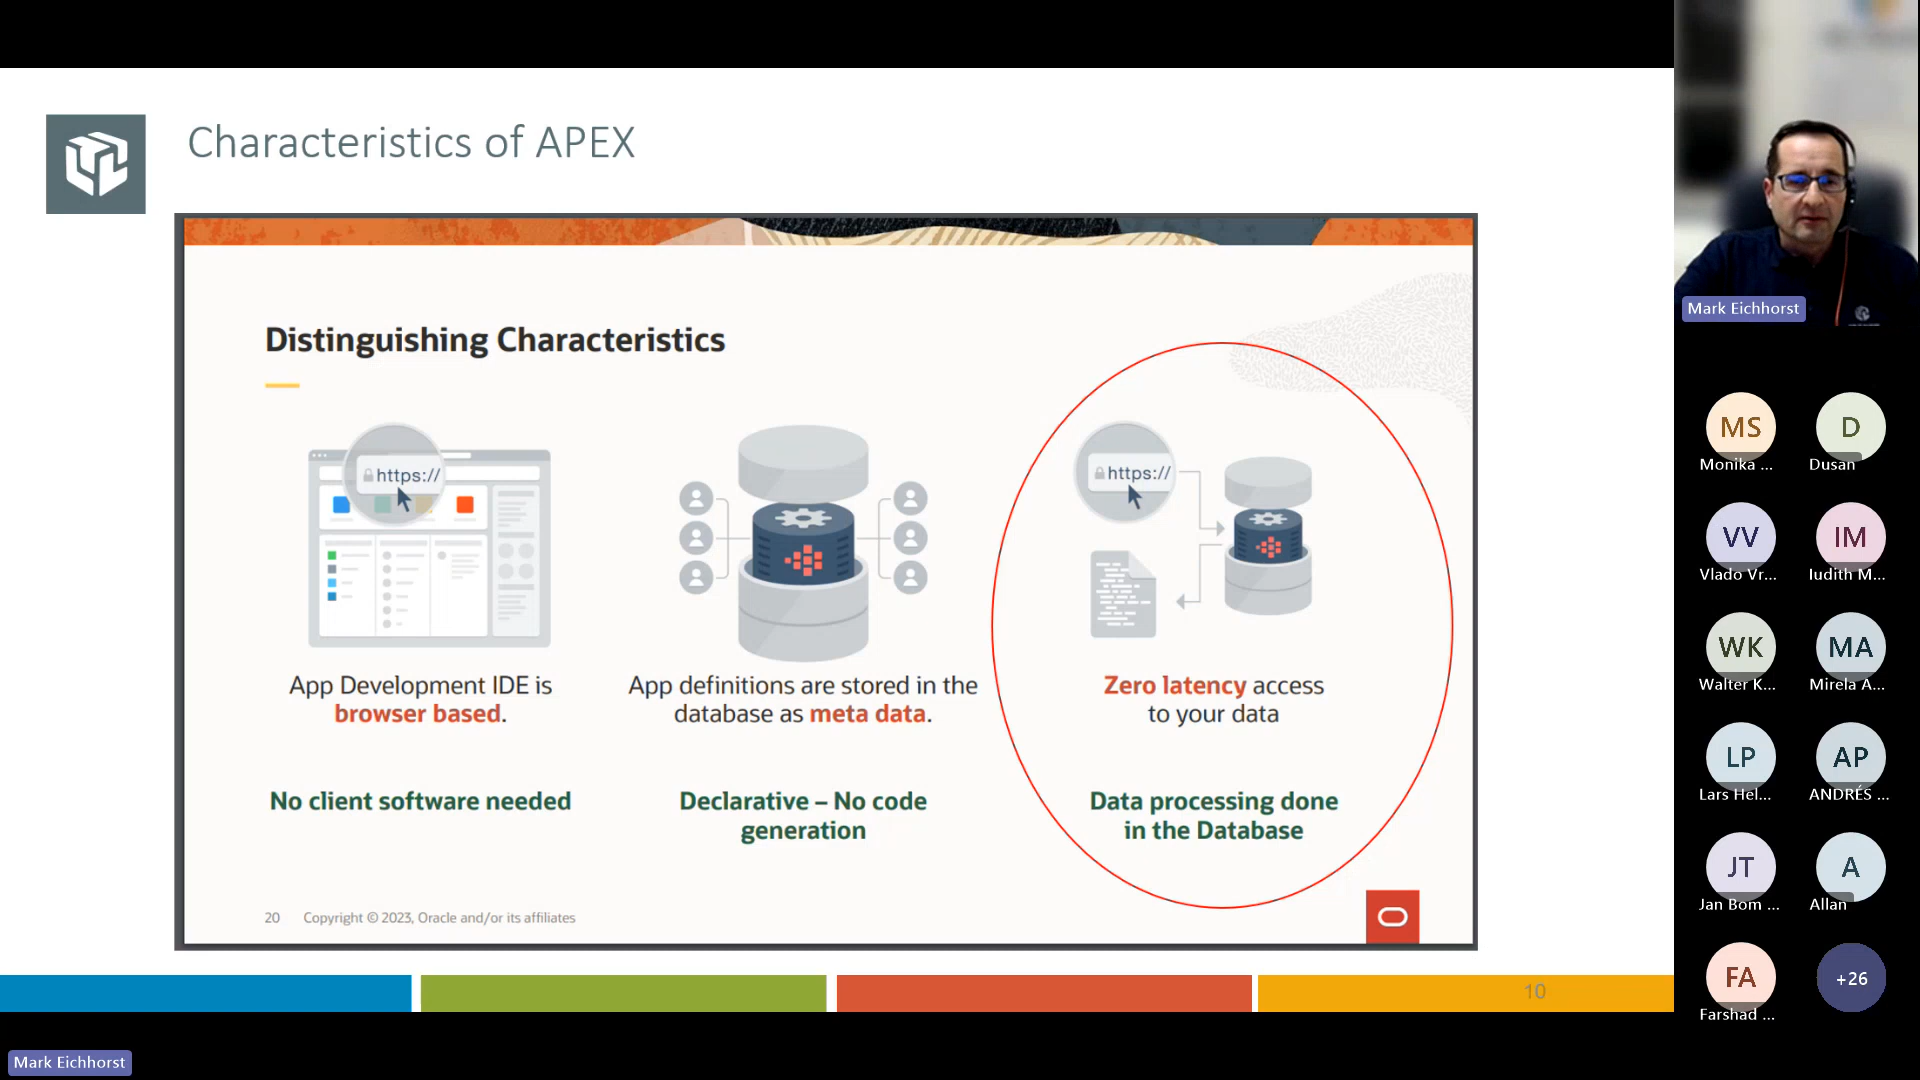 Characteristics of APEX
Distinguishing Characteristics
https://
https://
App Development IDE is
browser based.
App definitions are stored in the
database as meta data.
Zero latency access
to your data
No client software needed
Declarative – No code
generation
Data processing done
in the Database
20 Copyright © 2023, Oracle and/or its affiliates
10
Mark Eichhorst
Mark Eichhorst
MS
Monika ...
D
Dusan
VV
Vlado Vr...
IM
Iudith M...
WK
Walter K...
MA
Mirela A...
LP
Lars Hel...
AP
ANDRÉS ...
JT
Jan Bom ...
A
Allan
FA
Farshad ...
+26